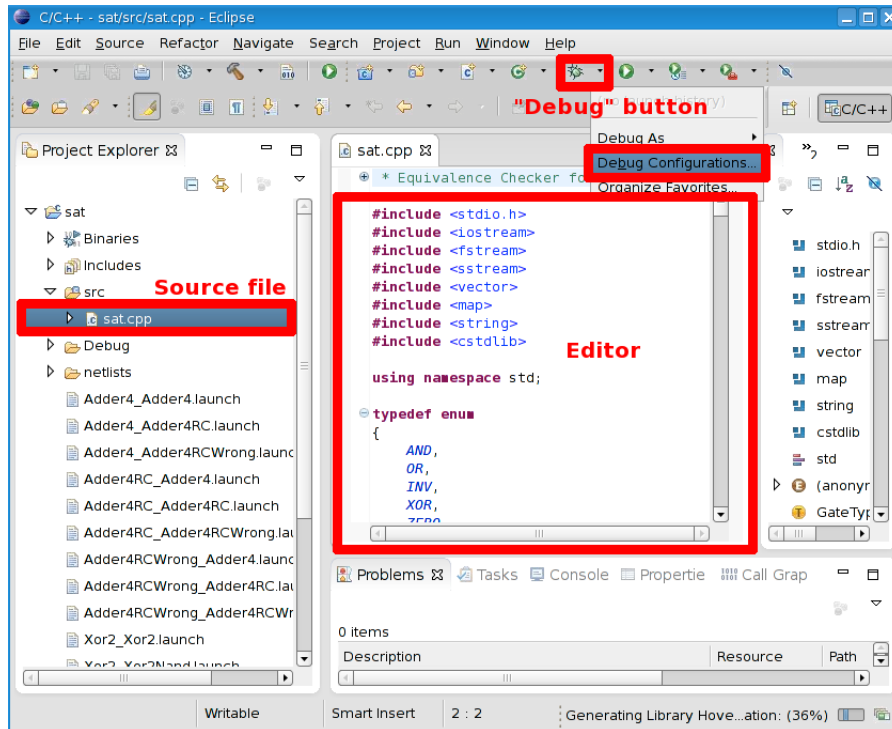 C/C++ - sat/src/sat.cpp - Eclipse
File Edit Source Refactor Navigate Search Project Run Window Help
"Debug" button
C/C++
Project Explorer
sat
Binaries
Includes
src
Source file
sat.cpp
Debug
netlists
Adder4_Adder4.launch
Adder4_Adder4RC.launch
Adder4_Adder4RCWrong.launc
Adder4RC_Adder4.launch
Adder4RC_Adder4RC.launch
Adder4RC_Adder4RCWrong.lau
Adder4RCWrong_Adder4.launc
Adder4RCWrong_Adder4RC.lau
Adder4RCWrong_Adder4RCWr
Xor2_Xor2.launch
Xor2_Xor2Nand.launch
sat.cpp
* Equivalence Checker fo
#include <stdio.h>
#include <iostream>
#include <fstream>
#include <sstream>
#include <vector>
#include <map>
#include <string>
#include <cstdlib>
using namespace std;
typedef enum
{
AND,
OR,
INV,
XOR,
ZERO
Editor
Debug As
Debug Configurations...
Organize Favorites...
stdio.h
iostrear
fstream
sstream
vector
map
string
cstdlib
std
(anonyr
GateTyp
Problems Tasks Console Propertie Call Grap
0 items
Description Resource Path
Writable Smart Insert 2 : 2 Generating Library Hove...ation: (36%)